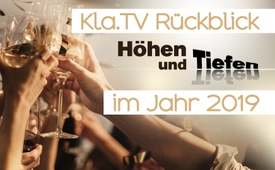 Kla.TV Rückblick
Höhen
und Tiefen
im Jahr 2019